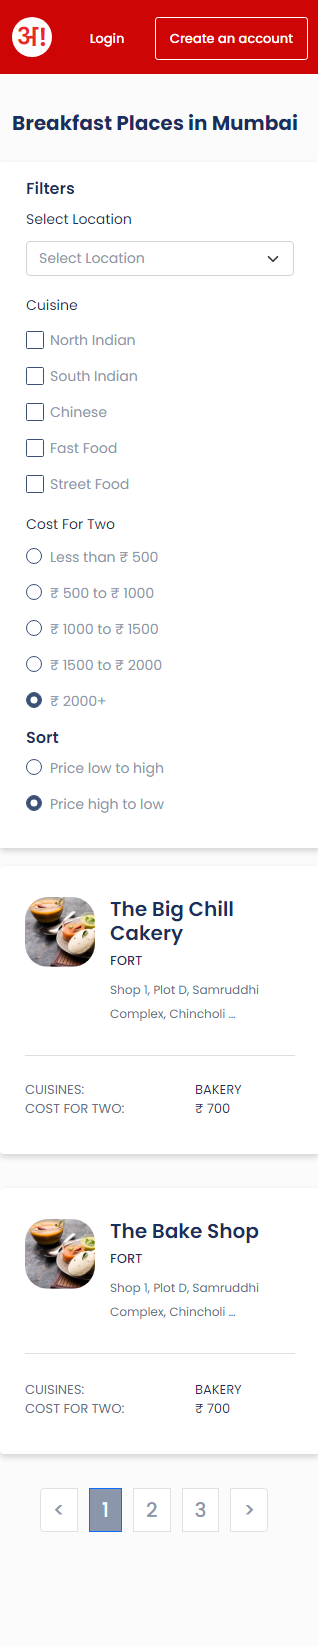 अ!
Login
Create an account
Breakfast Places in Mumbai
Filters
Select Location
Select Location
Cuisine
North Indian
South Indian
Chinese
Fast Food
Street Food
Cost For Two
Less than ₹ 500
₹ 500 to ₹ 1000
₹ 1000 to ₹ 1500
₹ 1500 to ₹ 2000
₹ 2000+
Sort
Price low to high
Price high to low
The Big Chill
Cakery
FORT
Shop 1, Plot D, Samruddhi
Complex, Chincholi ...
CUISINES: BAKERY
COST FOR TWO: ₹ 700
The Bake Shop
FORT
Shop 1, Plot D, Samruddhi
Complex, Chincholi ...
CUISINES: BAKERY
COST FOR TWO: ₹ 700
< 1 2 3 >